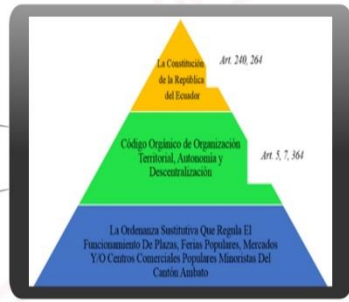 La Constitución
de la República
del Ecuador
Art. 240, 264
Código Orgánico de Organización
Territorial, Autonomía y
Descentralización
Art. 5, 7, 364
La Ordenanza Sustitutiva Que Regula El
Funcionamiento De Plazas, Ferias Populares, Mercados
Y/O Centros Comerciales Populares Minoristas Del
Cantón Ambato